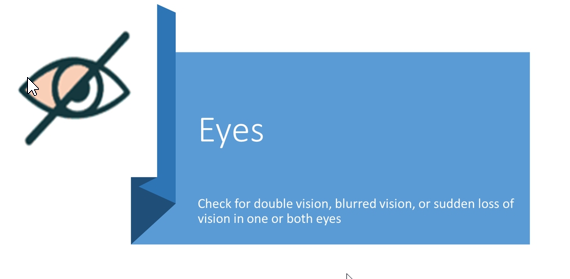 Eyes
Check for double vision, blurred vision, or sudden loss of
vision in one or both eyes